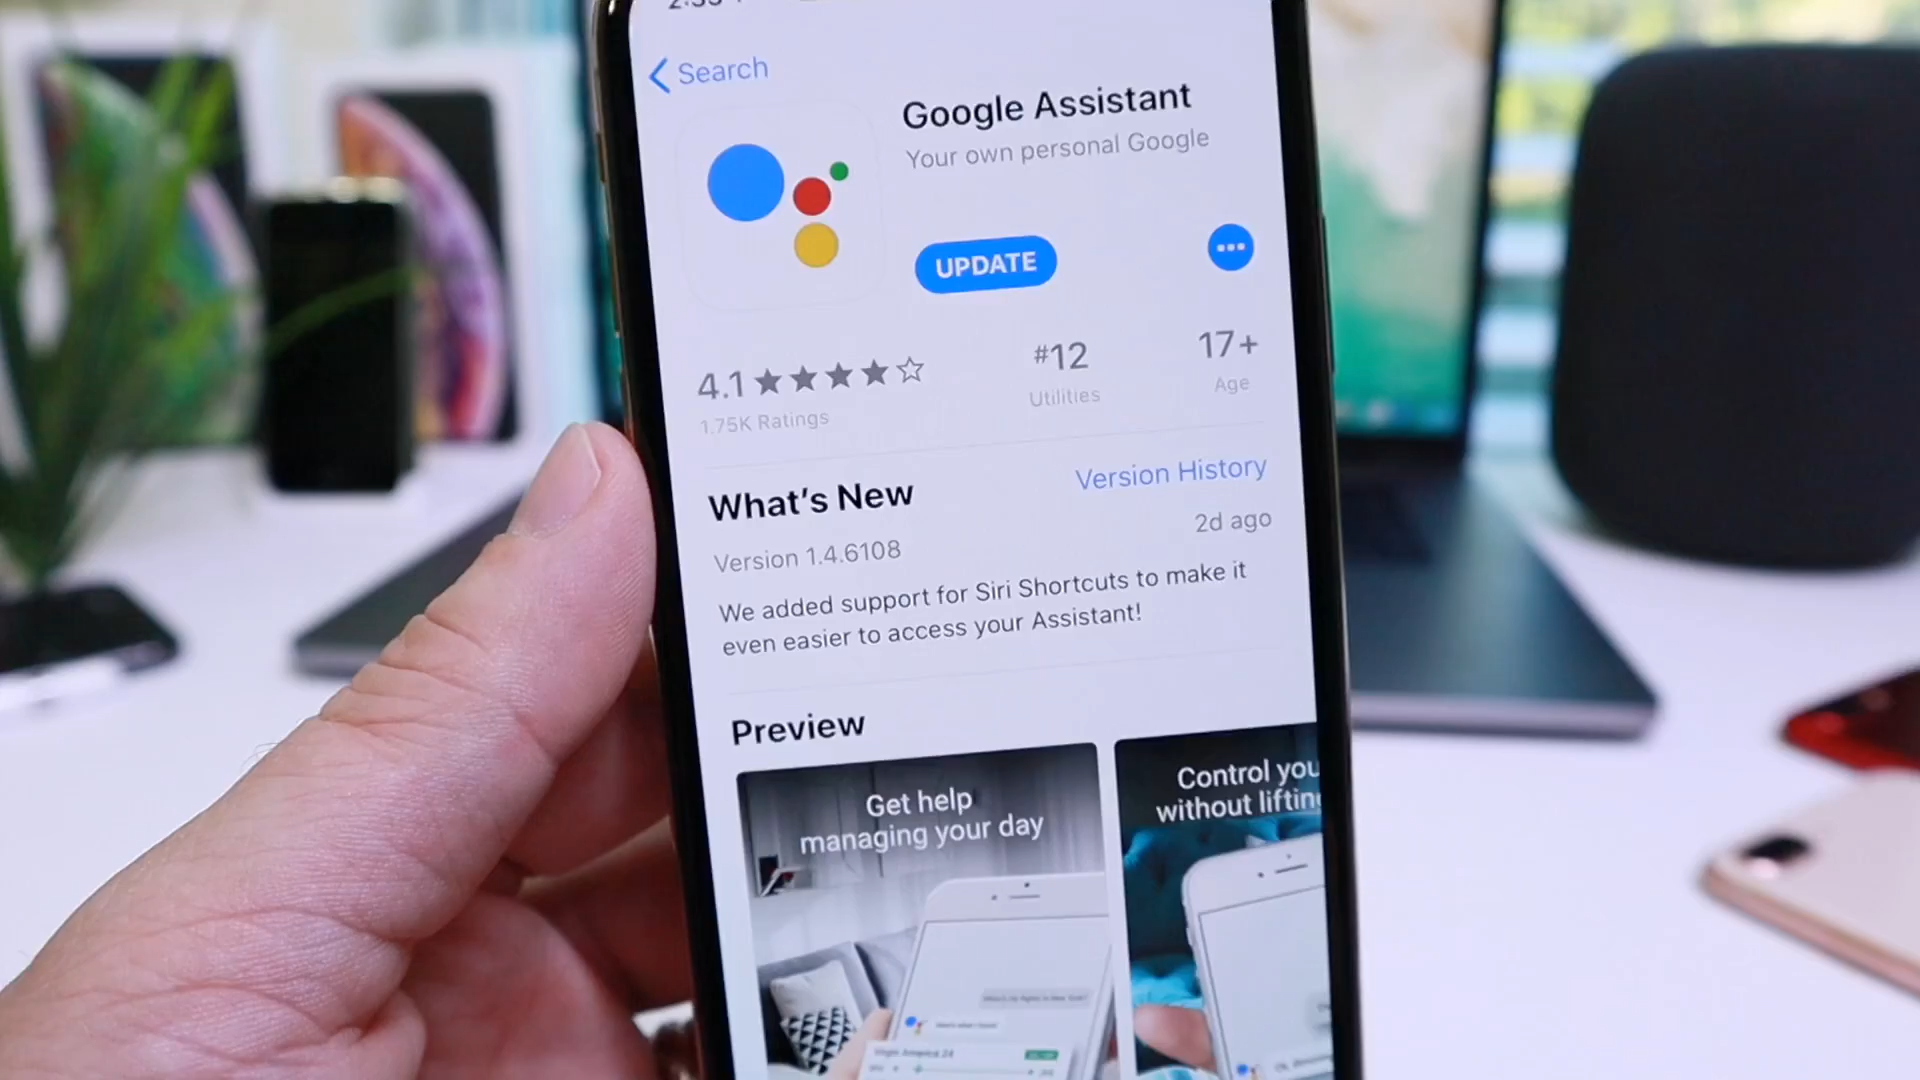 Search
Google Assistant
Your own personal Google
UPDATE
4.1
#12
17+
1.75K Ratings
Utilities
Age
What's New
Version History
Version 1.4.6108
2d ago
We added support for Siri Shortcuts to make it
even easier to access your Assistant!
Preview
Get help
managing your day
Control you
without liftin